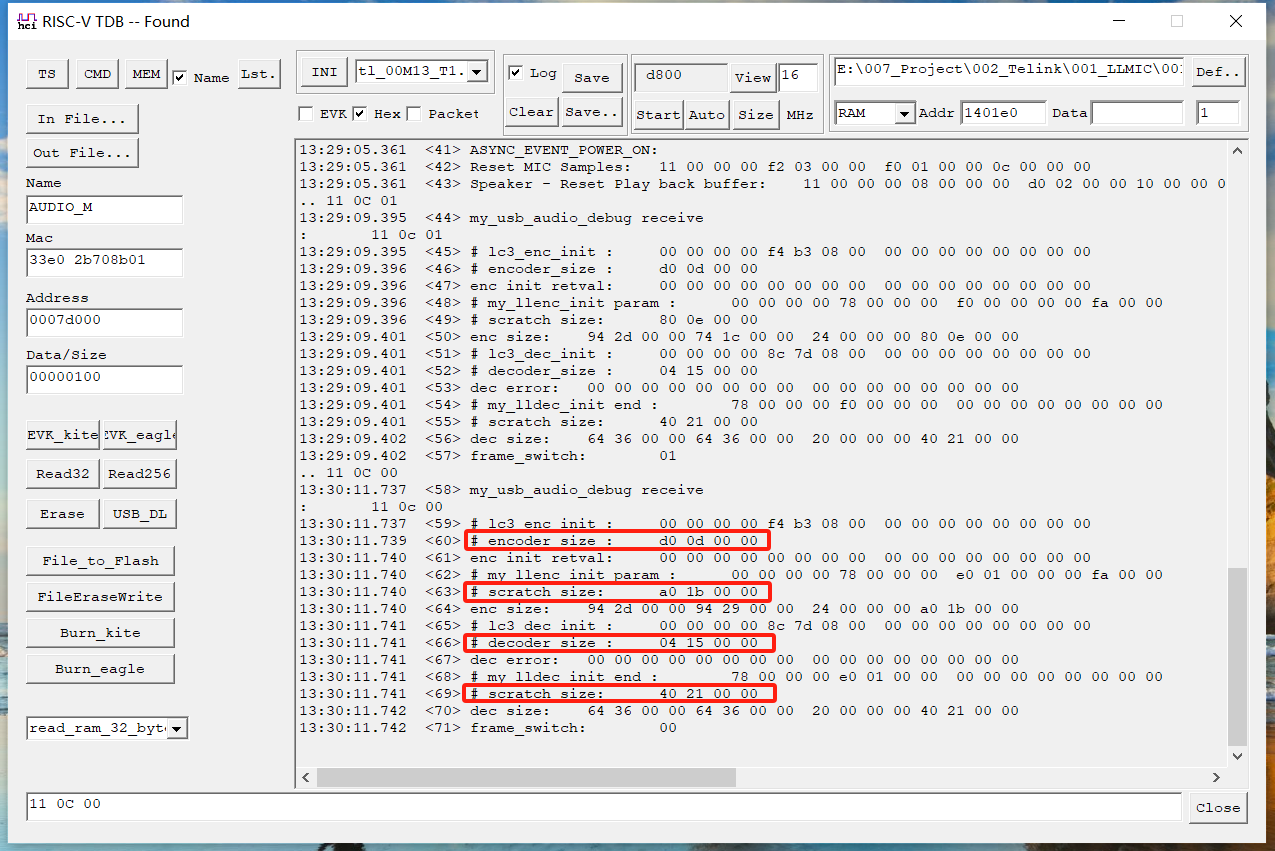 hci RISC-V TDB -- Found
TS CMD MEM Name Lst.
INI tl_00M13_T1.
EVK Hex Packet
Log Save
Clear Save..
d800 View 16
Start Auto Size MHz
E:\007_Project\002_Telink\001_LLMIC\00 Def..
RAM Addr 1401e0 Data 1
In File...
Out File...
Name
AUDIO_M
Mac
33e0 2b708b01
Address
0007d000
Data/Size
00000100
EVK_kite EVK_eagle
Read32 Read256
Erase USB_DL
File_to_Flash
FileEraseWrite
Burn_kite
Burn_eagle
read_ram_32_byt
13:29:05.361 <41> ASYNC_EVENT_POWER_ON:
13:29:05.361 <42> Reset MIC Samples: 11 00 00 00 f2 03 00 00 f0 01 00 00 0c 00 00 00
13:29:05.361 <43> Speaker - Reset Play back buffer: 11 00 00 00 08 00 00 00 d0 02 00 00 10 00 00 0
.. 11 0C 01
13:29:09.395 <44> my_usb_audio_debug receive
: 11 0c 01
13:29:09.395 <45> # lc3_enc_init : 00 00 00 00 f4 b3 08 00 00 00 00 00 00 00 00 00
13:29:09.396 <46> # encoder_size : d0 0d 00 00
13:29:09.396 <47> enc init retval: 00 00 00 00 00 00 00 00 00 00 00 00 00 00 00 00
13:29:09.396 <48> # my_llenc_init param : 00 00 00 00 78 00 00 00 f0 00 00 00 00 fa 00 00
13:29:09.396 <49> # scratch size: 80 0e 00 00
13:29:09.401 <50> enc size: 94 2d 00 00 74 1c 00 00 24 00 00 00 80 0e 00 00
13:29:09.401 <51> # lc3_dec_init : 00 00 00 00 8c 7d 08 00 00 00 00 00 00 00 00 00
13:29:09.401 <52> # decoder_size : 04 15 00 00
13:29:09.401 <53> dec error: 00 00 00 00 00 00 00 00 00 00 00 00 00 00 00 00
13:29:09.401 <54> # my_lldec_init end : 78 00 00 00 f0 00 00 00 00 00 00 00 00 00 00 00
13:29:09.401 <55> # scratch size: 40 21 00 00
13:29:09.402 <56> dec size: 64 36 00 00 64 36 00 00 20 00 00 00 40 21 00 00
13:29:09.402 <57> frame_switch: 01
.. 11 0C 00
13:30:11.737 <58> my_usb_audio_debug receive
: 11 0c 00
13:30:11.737 <59> # lc3_enc_init : 00 00 00 00 f4 b3 08 00 00 00 00 00 00 00 00 00
13:30:11.739 <60> # encoder_size : d0 0d 00 00
13:30:11.740 <61> enc init retval: 00 00 00 00 00 00 00 00 00 00 00 00 00 00 00 00
13:30:11.740 <62> # my_llenc_init param : 00 00 00 00 78 00 00 00 e0 01 00 00 00 fa 00 00
13:30:11.740 <63> # scratch size: a0 1b 00 00
13:30:11.740 <64> enc size: 94 2d 00 00 94 29 00 00 24 00 00 00 a0 1b 00 00
13:30:11.741 <65> # lc3_dec_init : 00 00 00 00 8c 7d 08 00 00 00 00 00 00 00 00 00
13:30:11.741 <66> # decoder_size : 04 15 00 00
13:30:11.741 <67> dec error: 00 00 00 00 00 00 00 00 00 00 00 00 00 00 00 00
13:30:11.741 <68> # my_lldec_init end : 78 00 00 00 e0 01 00 00 00 00 00 00 00 00 00 00
13:30:11.741 <69> # scratch size: 40 21 00 00
13:30:11.742 <70> dec size: 64 36 00 00 64 36 00 00 20 00 00 00 40 21 00 00
13:30:11.742 <71> frame_switch: 00
11 0C 00 Close